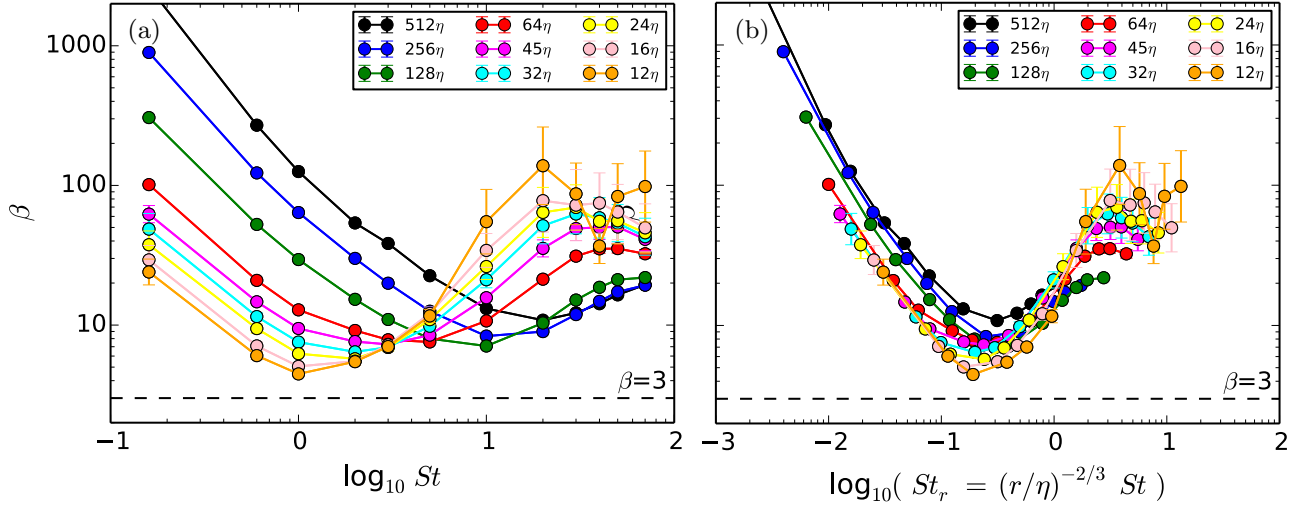 (a)
512η 64η 24η
256η 45η 16η
128η 32η 12η
1000
100
10
β
β=3
−1 0 1 2
log₁₀ St
(b)
512η 64η 24η
256η 45η 16η
128η 32η 12η
β=3
−3 −2 −1 0 1 2
log₁₀( St_r = (r/η)^{−2/3} St )